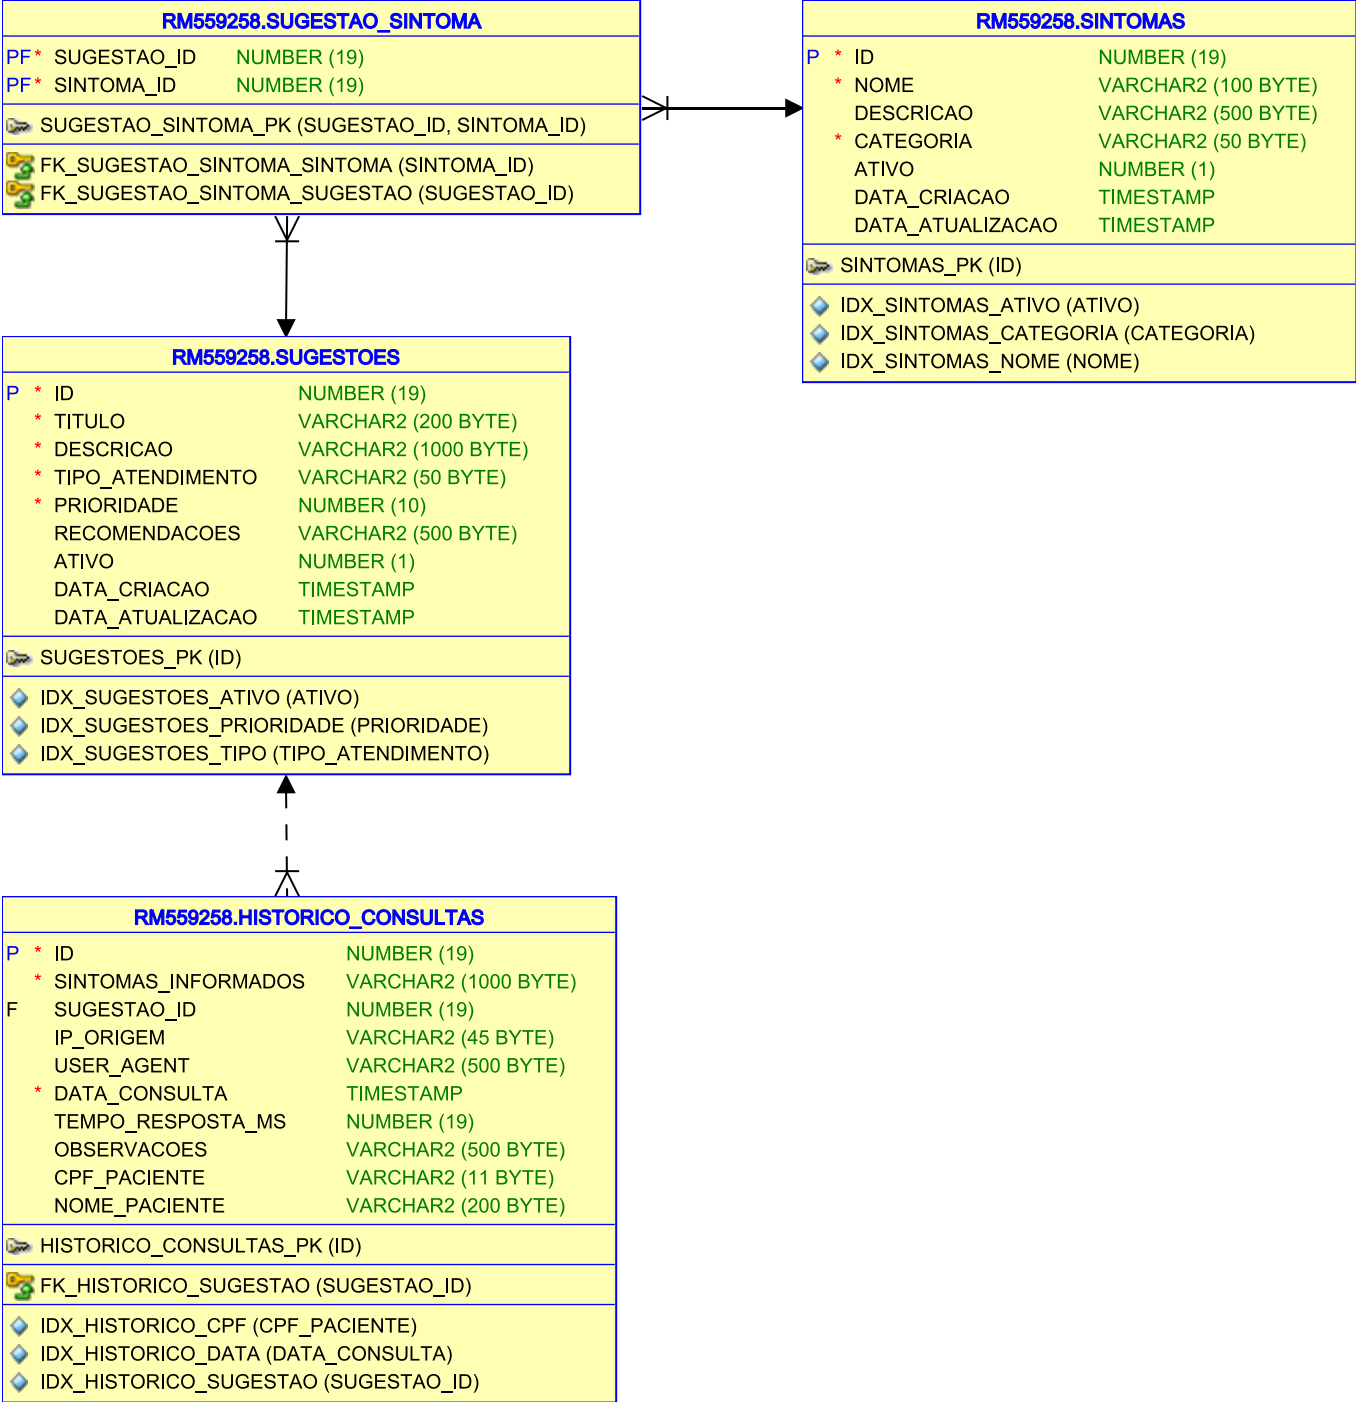 RM559258.SUGESTAO_SINTOMA
PF* SUGESTAO_ID NUMBER (19)
PF* SINTOMA_ID NUMBER (19)
SUGESTAO_SINTOMA_PK (SUGESTAO_ID, SINTOMA_ID)
FK_SUGESTAO_SINTOMA_SINTOMA (SINTOMA_ID)
FK_SUGESTAO_SINTOMA_SUGESTAO (SUGESTAO_ID)
RM559258.SINTOMAS
P * ID NUMBER (19)
* NOME VARCHAR2 (100 BYTE)
DESCRICAO VARCHAR2 (500 BYTE)
* CATEGORIA VARCHAR2 (50 BYTE)
ATIVO NUMBER (1)
DATA_CRIACAO TIMESTAMP
DATA_ATUALIZACAO TIMESTAMP
SINTOMAS_PK (ID)
IDX_SINTOMAS_ATIVO (ATIVO)
IDX_SINTOMAS_CATEGORIA (CATEGORIA)
IDX_SINTOMAS_NOME (NOME)
RM559258.SUGESTOES
P * ID NUMBER (19)
* TITULO VARCHAR2 (200 BYTE)
* DESCRICAO VARCHAR2 (1000 BYTE)
* TIPO_ATENDIMENTO VARCHAR2 (50 BYTE)
* PRIORIDADE NUMBER (10)
RECOMENDACOES VARCHAR2 (500 BYTE)
ATIVO NUMBER (1)
DATA_CRIACAO TIMESTAMP
DATA_ATUALIZACAO TIMESTAMP
SUGESTOES_PK (ID)
IDX_SUGESTOES_ATIVO (ATIVO)
IDX_SUGESTOES_PRIORIDADE (PRIORIDADE)
IDX_SUGESTOES_TIPO (TIPO_ATENDIMENTO)
RM559258.HISTORICO_CONSULTAS
P * ID NUMBER (19)
* SINTOMAS_INFORMADOS VARCHAR2 (1000 BYTE)
F SUGESTAO_ID NUMBER (19)
IP_ORIGEM VARCHAR2 (45 BYTE)
USER_AGENT VARCHAR2 (500 BYTE)
* DATA_CONSULTA TIMESTAMP
TEMPO_RESPOSTA_MS NUMBER (19)
OBSERVACOES VARCHAR2 (500 BYTE)
CPF_PACIENTE VARCHAR2 (11 BYTE)
NOME_PACIENTE VARCHAR2 (200 BYTE)
HISTORICO_CONSULTAS_PK (ID)
FK_HISTORICO_SUGESTAO (SUGESTAO_ID)
IDX_HISTORICO_CPF (CPF_PACIENTE)
IDX_HISTORICO_DATA (DATA_CONSULTA)
IDX_HISTORICO_SUGESTAO (SUGESTAO_ID)